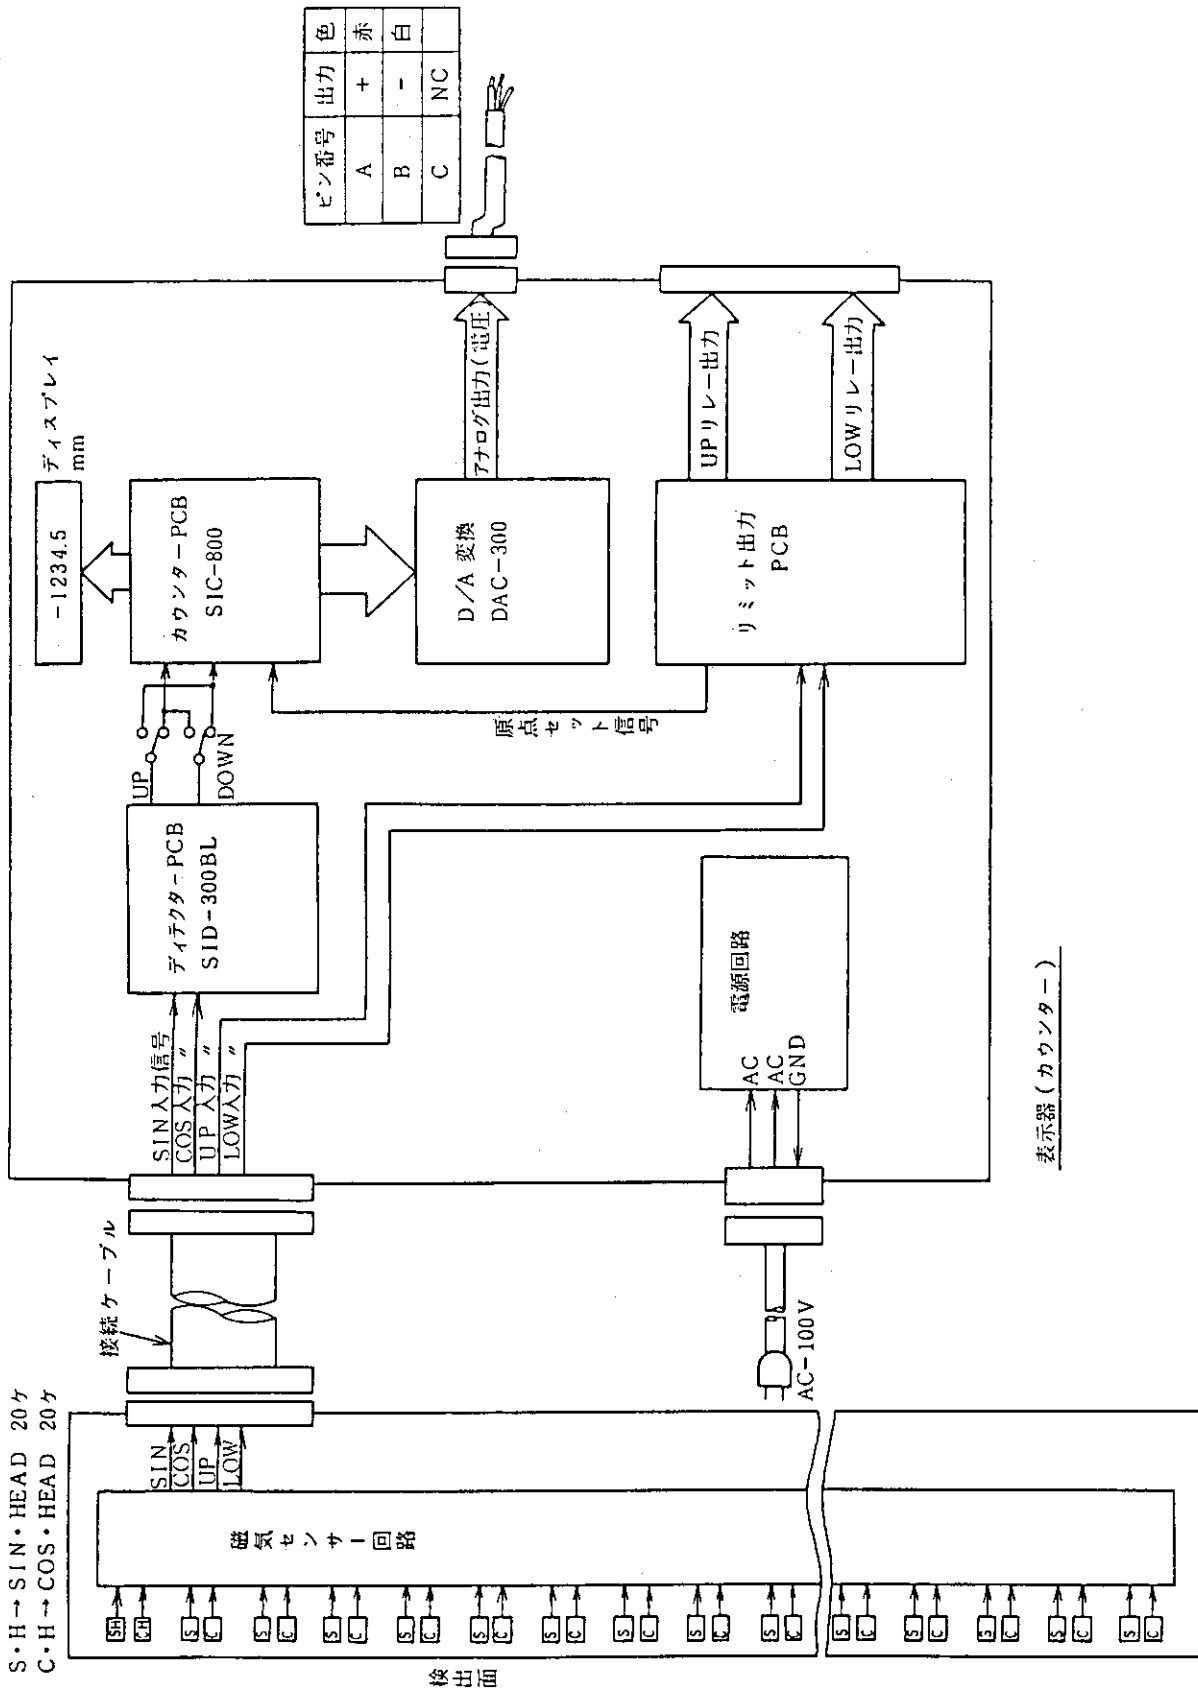 S・H→SIN・HEAD 20ケ
C・H→COS・HEAD 20ケ
検出面
SH
CH
S
C
S
C
S
C
S
C
S
C
S
C
S
C
S
C
S
C
S
C
S
C
S
C
S
C
S
C
磁気センサー回路
SIN
COS
UP
LOW
接続ケーブル
AC-100V
SIN入力信号
COS入力 〃
UP 入力 〃
LOW入力 〃
ディテクターPCB
SID-300BL
UP
DOWN
カウンターPCB
SIC-800
-1234.5
ディスプレイ
mm
D/A 変換
DAC-300
アナログ出力(電圧)
原点セット信号
リミット出力
PCB
UPリレー出力
LOWリレー出力
電源回路
AC
AC
GND
ピン番号 出力 色
A + 赤
B - 白
C NC
表示器(カウンター)